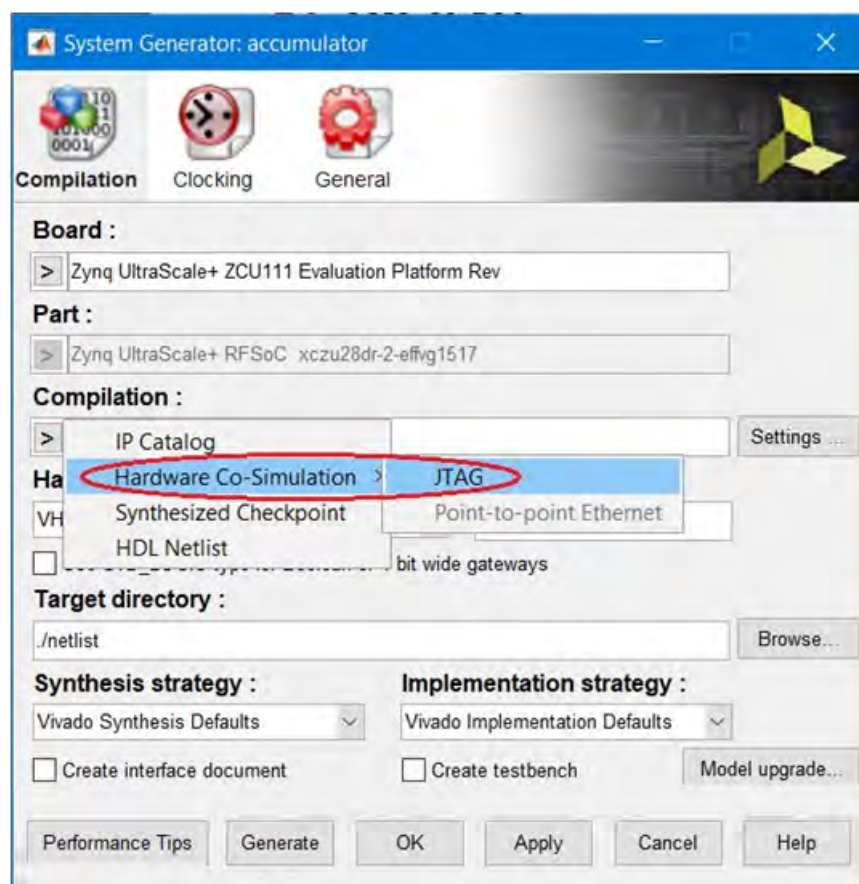 System Generator: accumulator
Compilation Clocking General
Board :
> Zynq UltraScale+ ZCU111 Evaluation Platform Rev
Part :
> Zynq UltraScale+ RFSoC xczu28dr-2-effvg1517
Compilation :
> IP Catalog Settings ...
Ha Hardware Co-Simulation > JTAG
VH Synthesized Checkpoint Point-to-point Ethernet
HDL Netlist
bit wide gateways
Target directory :
./netlist Browse...
Synthesis strategy : Implementation strategy :
Vivado Synthesis Defaults Vivado Implementation Defaults
Create interface document Create testbench Model upgrade...
Performance Tips Generate OK Apply Cancel Help